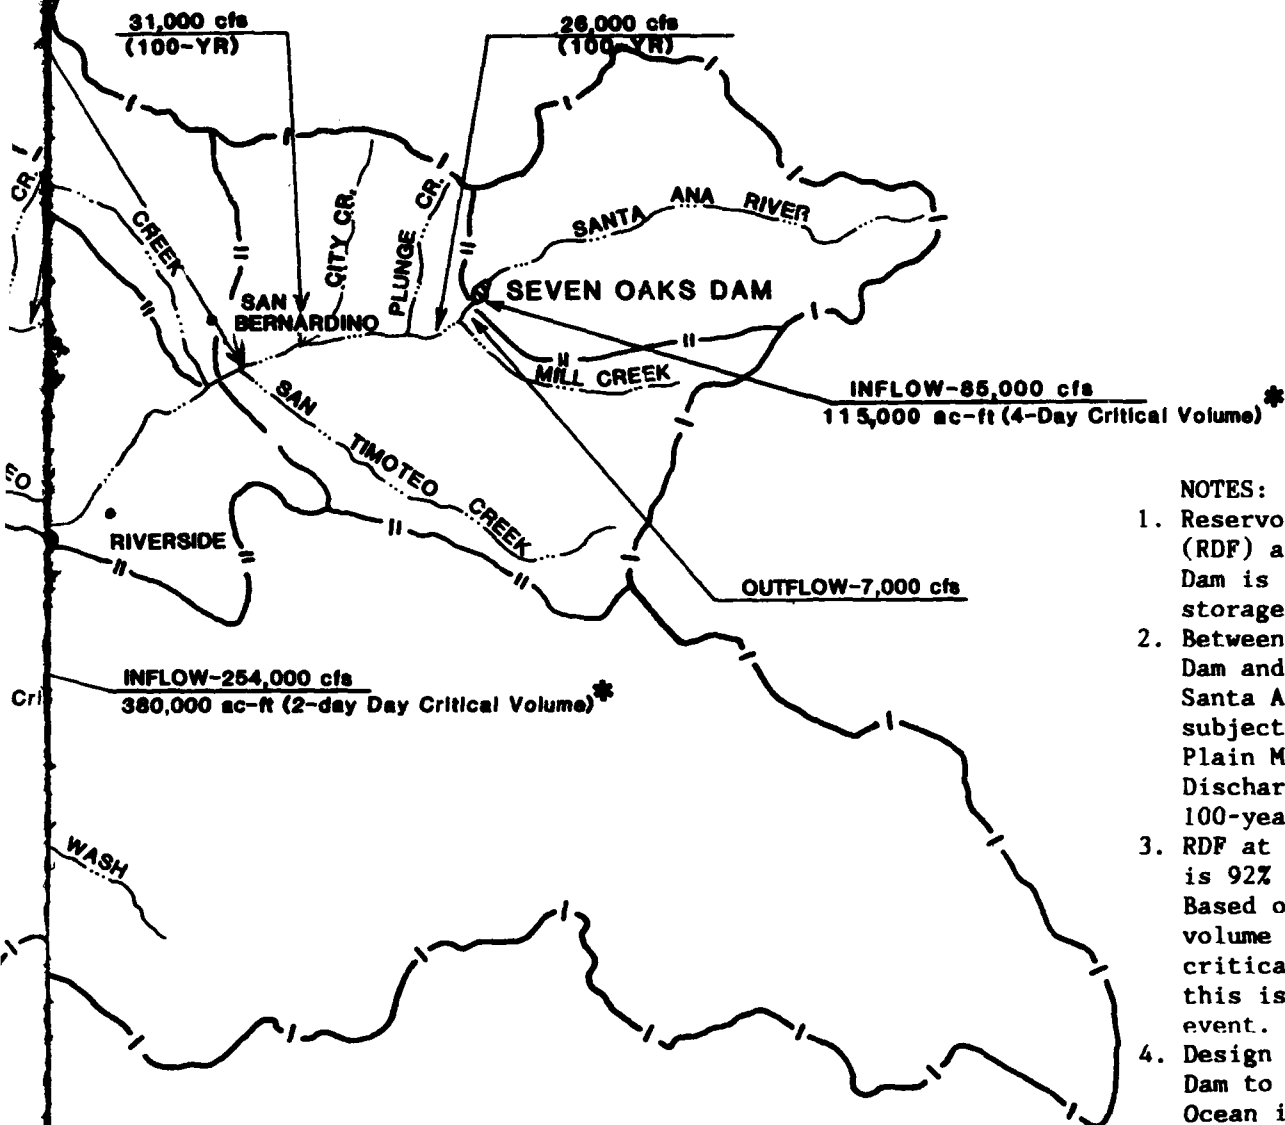 31,000 cfs
(100-YR)
26,000 cfs
(100-YR)
CR.
CREEK
CITY CR.
PLUNGE CR.
SANTA ANA RIVER
SEVEN OAKS DAM
SAN
BERNARDINO
MILL CREEK
INFLOW-85,000 cfs
115,000 ac-ft (4-Day Critical Volume)*
SAN TIMOTEO CREEK
EO
RIVERSIDE
OUTFLOW-7,000 cfs
INFLOW-254,000 cfs
380,000 ac-ft (2-day Day Critical Volume)*
Cr
WASH
NOTES:
1. Reservo
(RDF) a
Dam is
storage
2. Between
Dam and
Santa A
subject
Plain M
Dischar
100-yea
3. RDF at
is 92%
Based o
volume
critica
this is
event.
4. Design
Dam to
Ocean i